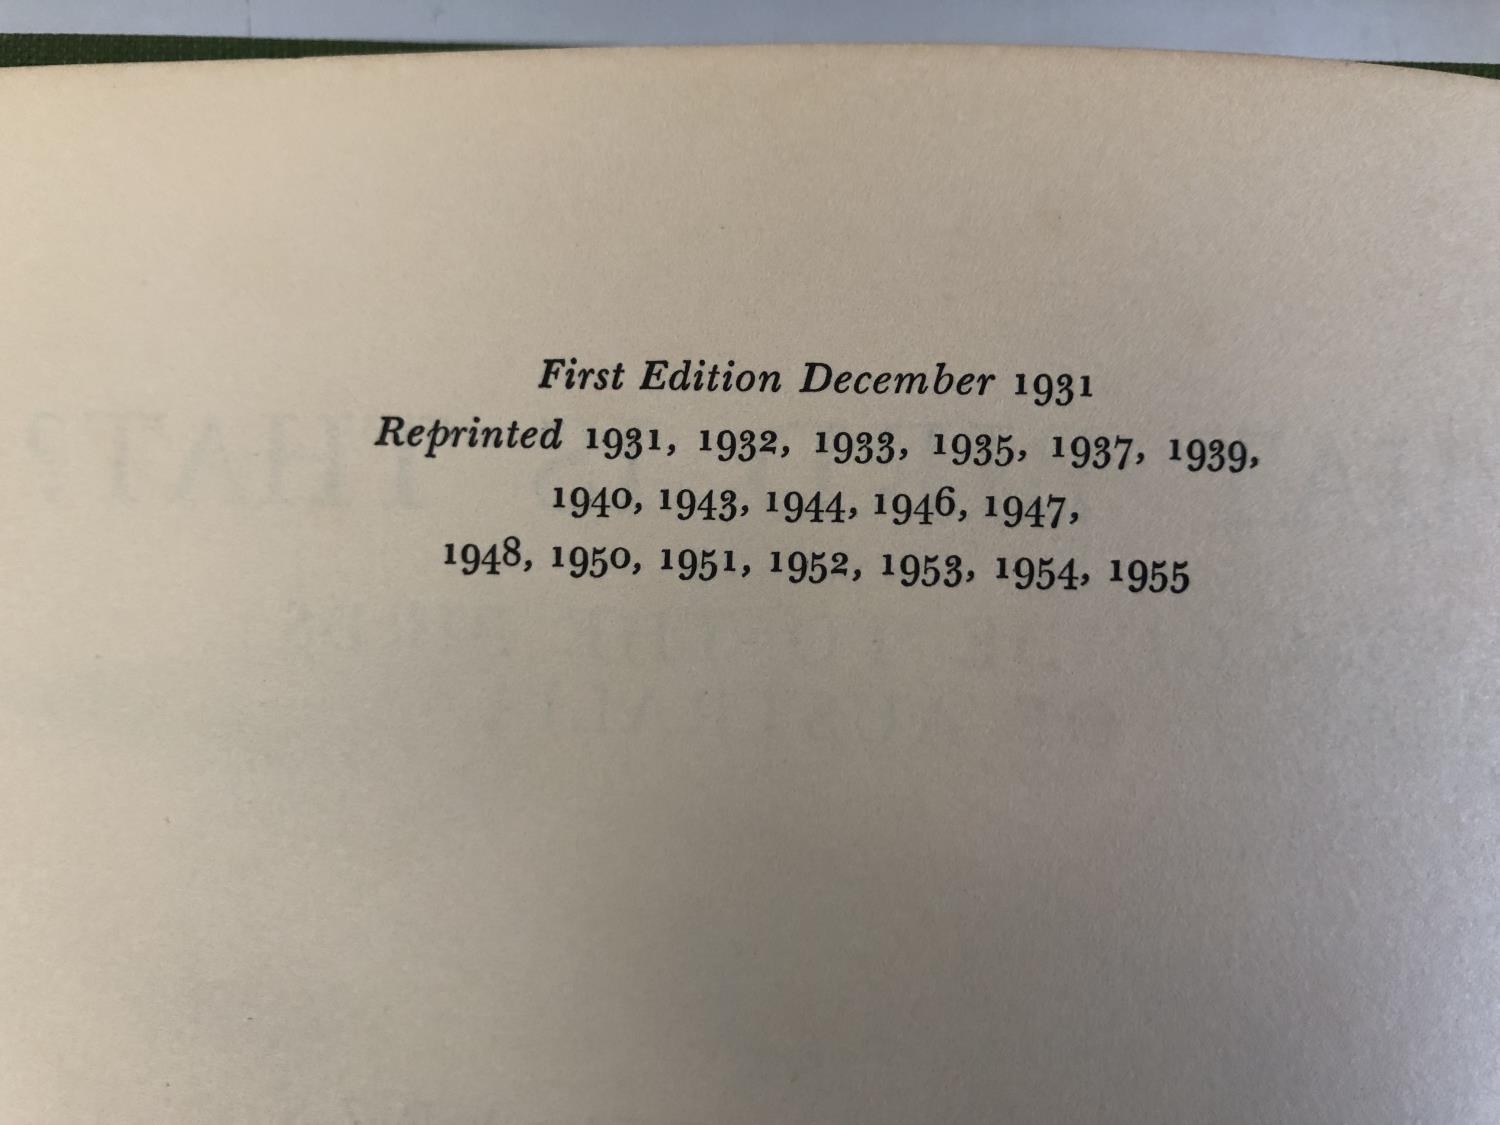 First Edition December 1931
Reprinted 1931, 1932, 1933, 1935, 1937, 1939,
1940, 1943, 1944, 1946, 1947,
1948, 1950, 1951, 1952, 1953, 1954, 1955